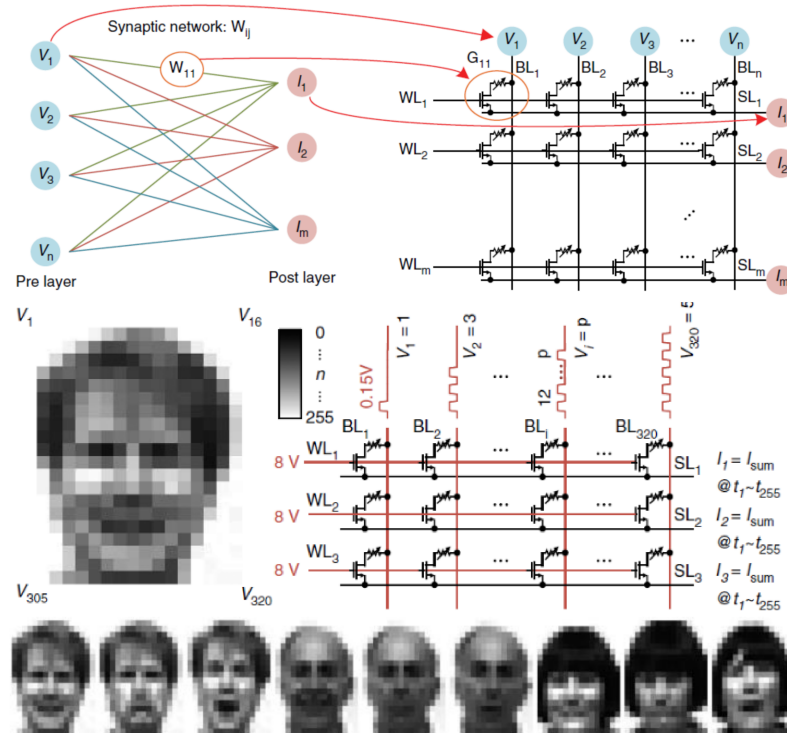 Synaptic network: Wij
V1
V2
V3
Vn
W11
I1
I2
Im
Pre layer
Post layer
V1
V2
V3
...
Vn
G11
BL1
BL2
BL3
BLn
WL1
...
SL1
I1
WL2
...
SL2
I2
...
WLm
...
SLm
Im
V1
V16
V305
V320
0
...
n
...
255
0.15V
V1 = 1
V2 = 3
...
12 ... p
Vi = p
...
V320 =
BL1
BL2
...
BLi
...
BL320
8 V
WL1
SL1
I1 = Isum
@ t1~t255
8 V
WL2
...
...
SL2
I2 = Isum
@ t1~t255
8 V
WL3
...
...
SL3
I3 = Isum
@ t1~t255